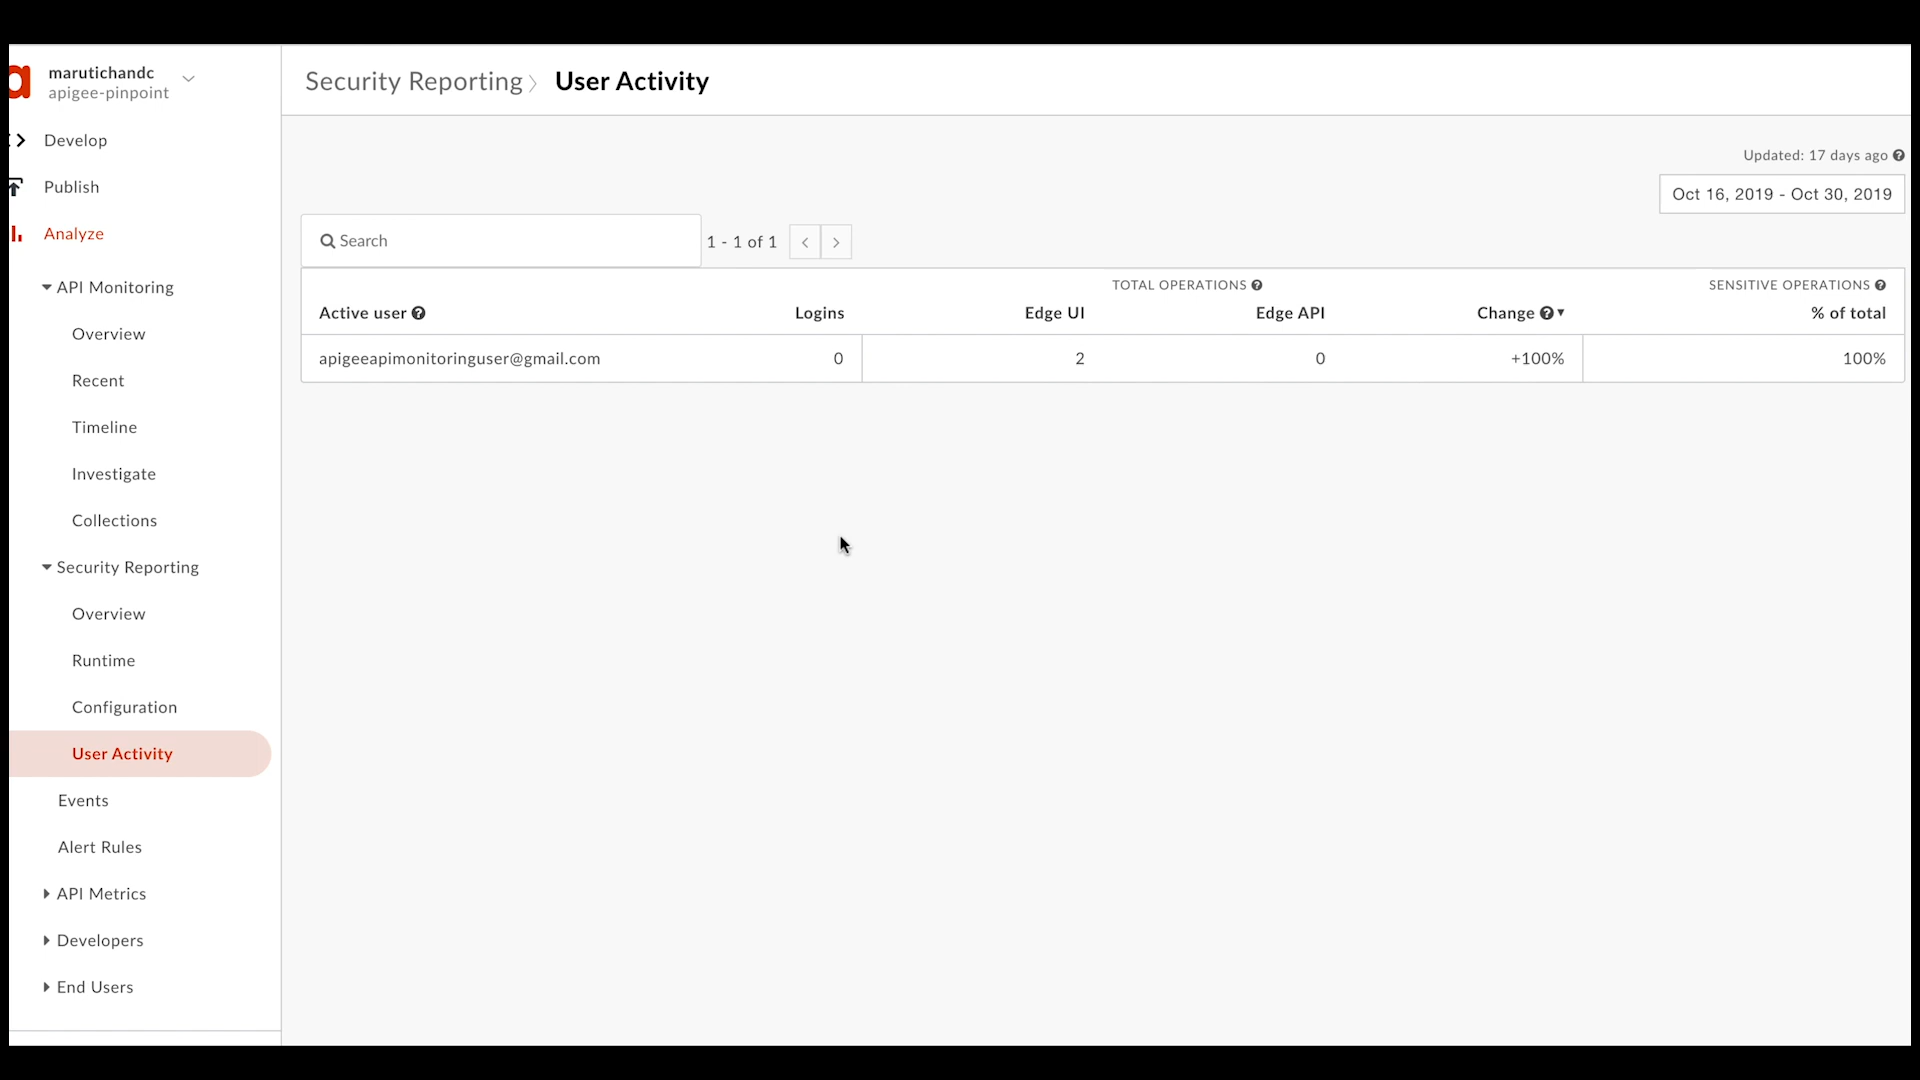 marutichandc
apigee-pinpoint
Develop
Publish
Analyze
API Monitoring
Overview
Recent
Timeline
Investigate
Collections
Security Reporting
Overview
Runtime
Configuration
User Activity
Events
Alert Rules
API Metrics
Developers
End Users
Security Reporting › User Activity
Updated: 17 days ago
Oct 16, 2019 - Oct 30, 2019
Search
1 - 1 of 1
TOTAL OPERATIONS SENSITIVE OPERATIONS
Active user Logins Edge UI Edge API Change % of total
apigeeapimonitoringuser@gmail.com 0 2 0 +100% 100%